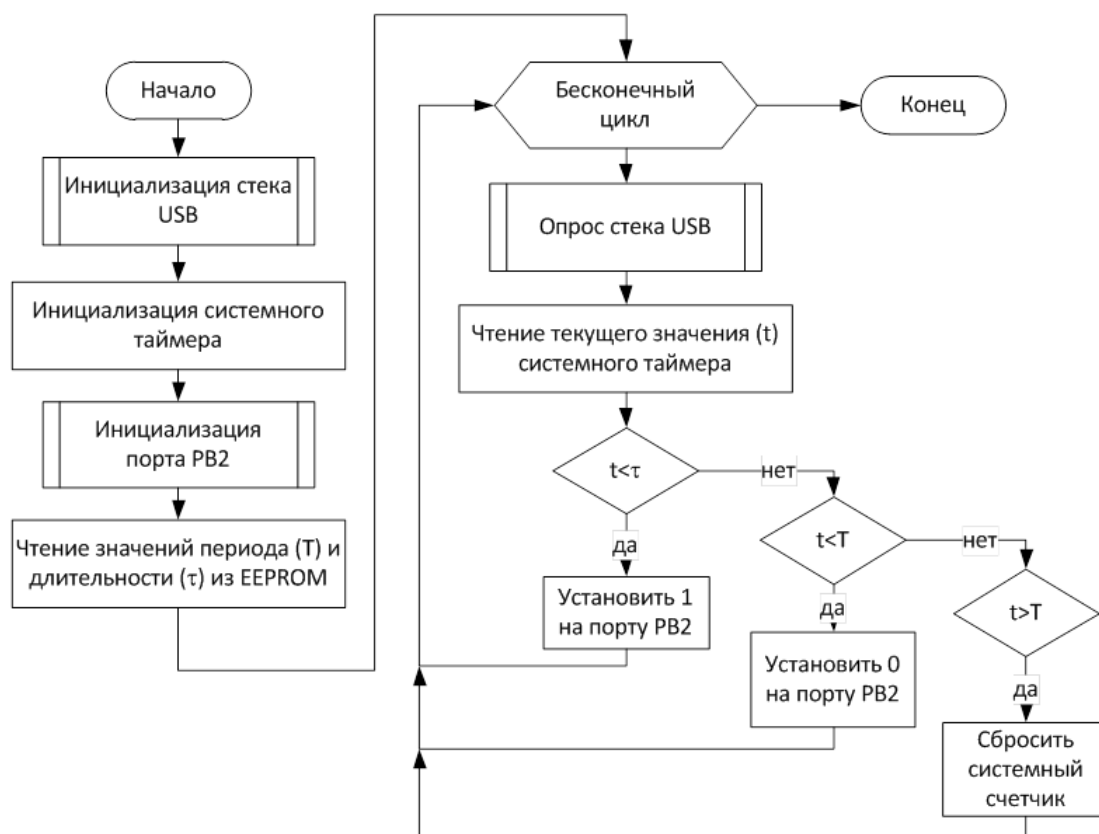 Начало
Инициализация стека
USB
Инициализация системного
таймера
Инициализация
порта PB2
Чтение значений периода (T) и
длительности (τ) из EEPROM
Бесконечный
цикл
Конец
Опрос стека USB
Чтение текущего значения (t)
системного таймера
t<τ
нет
да
Установить 1
на порту PB2
t<T
нет
да
Установить 0
на порту PB2
t>T
да
Сбросить
системный
счетчик